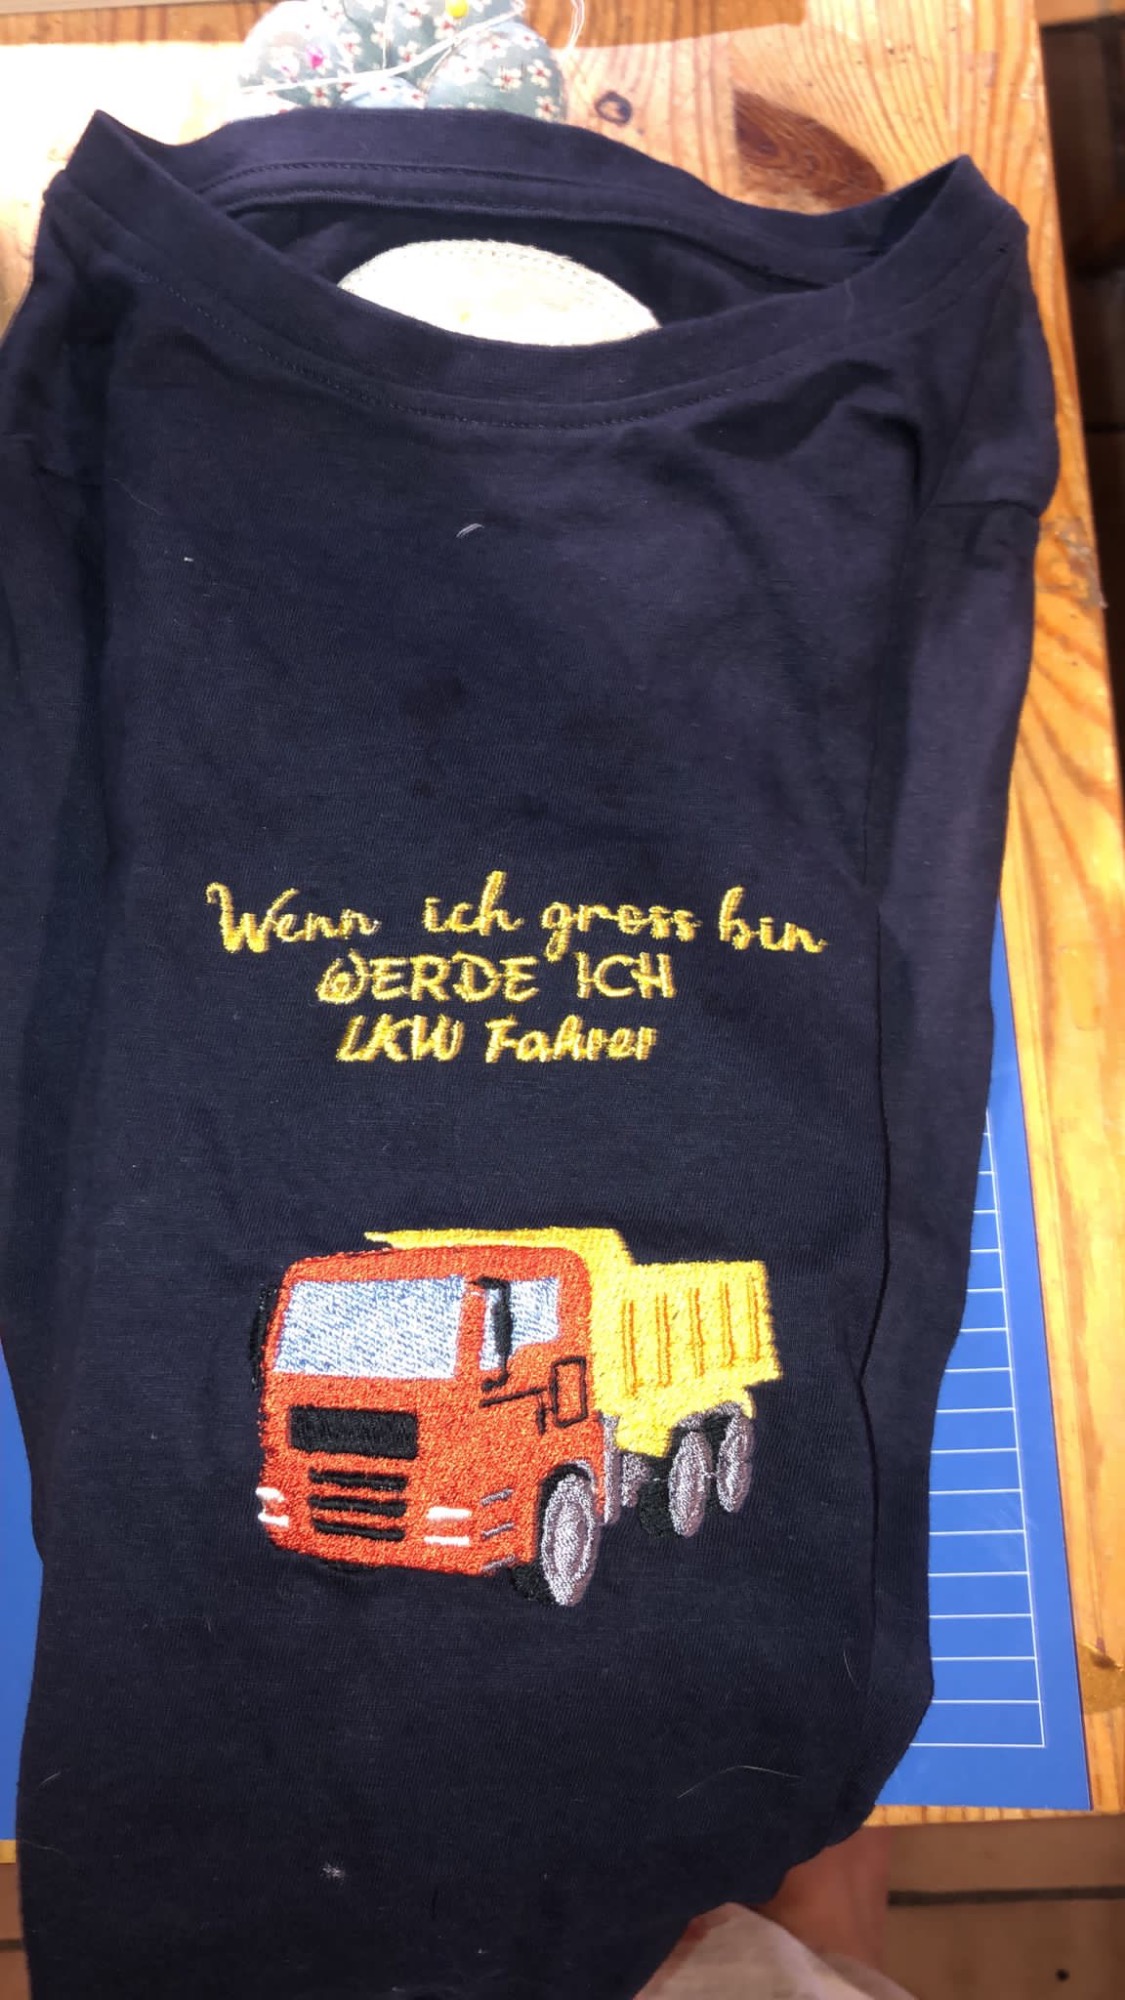 Wenn ich gross bin
WERDE ICH
LKW Fahrer